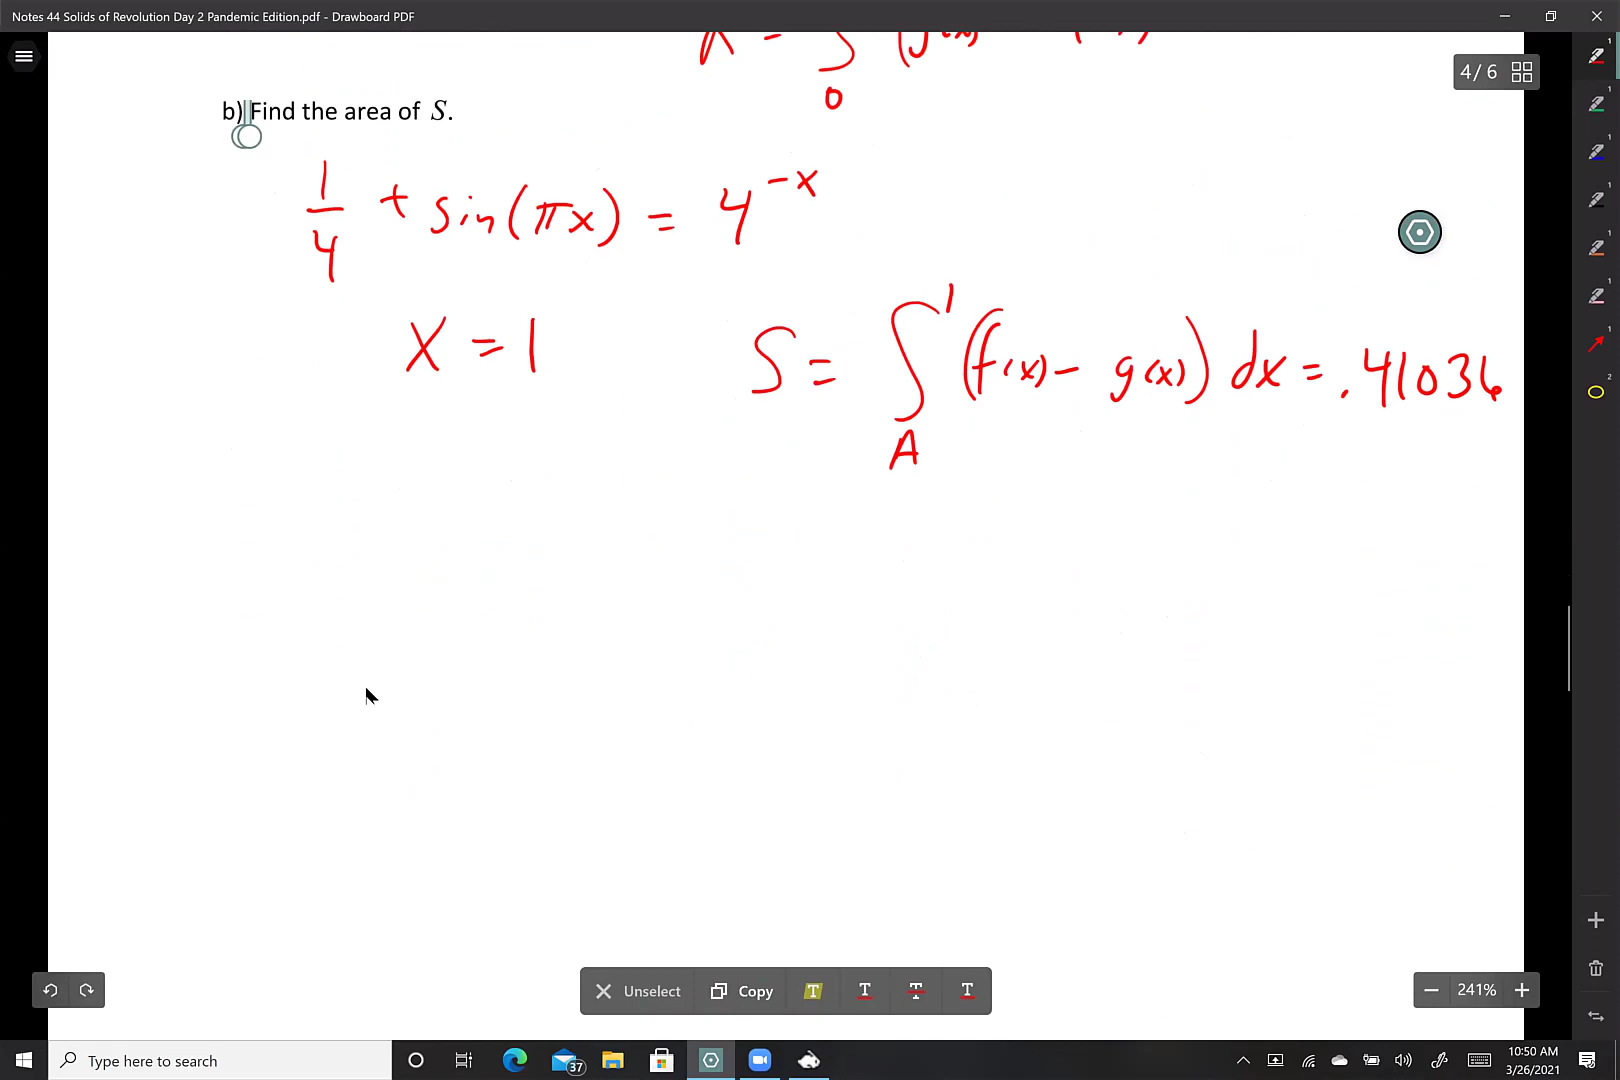 Notes 44 Solids of Revolution Day 2 Pandemic Edition.pdf - Drawboard PDF
4 / 6
0
b) Find the area of S.
1/4 + sin(πx) = 4^-x
x = 1
S = ∫_A^1 (f(x) - g(x)) dx = .41036
Unselect
Copy
241%
Type here to search
37
10:50 AM
3/26/2021